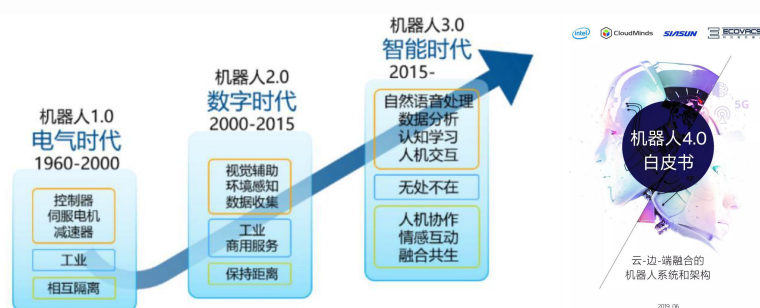 机器人1.0
电气时代
1960-2000
控制器
伺服电机
减速器
工业
相互隔离
机器人2.0
数字时代
2000-2015
视觉辅助
环境感知
数据收集
工业
商用服务
保持距离
机器人3.0
智能时代
2015-
自然语音处理
数据分析
认知学习
人机交互
无处不在
人机协作
情感互动
融合共生
intel
CloudMinds
SIASUN
ECOVACS
5G
机器人4.0
白皮书
云-边-端融合的
机器人系统和架构
2019.06